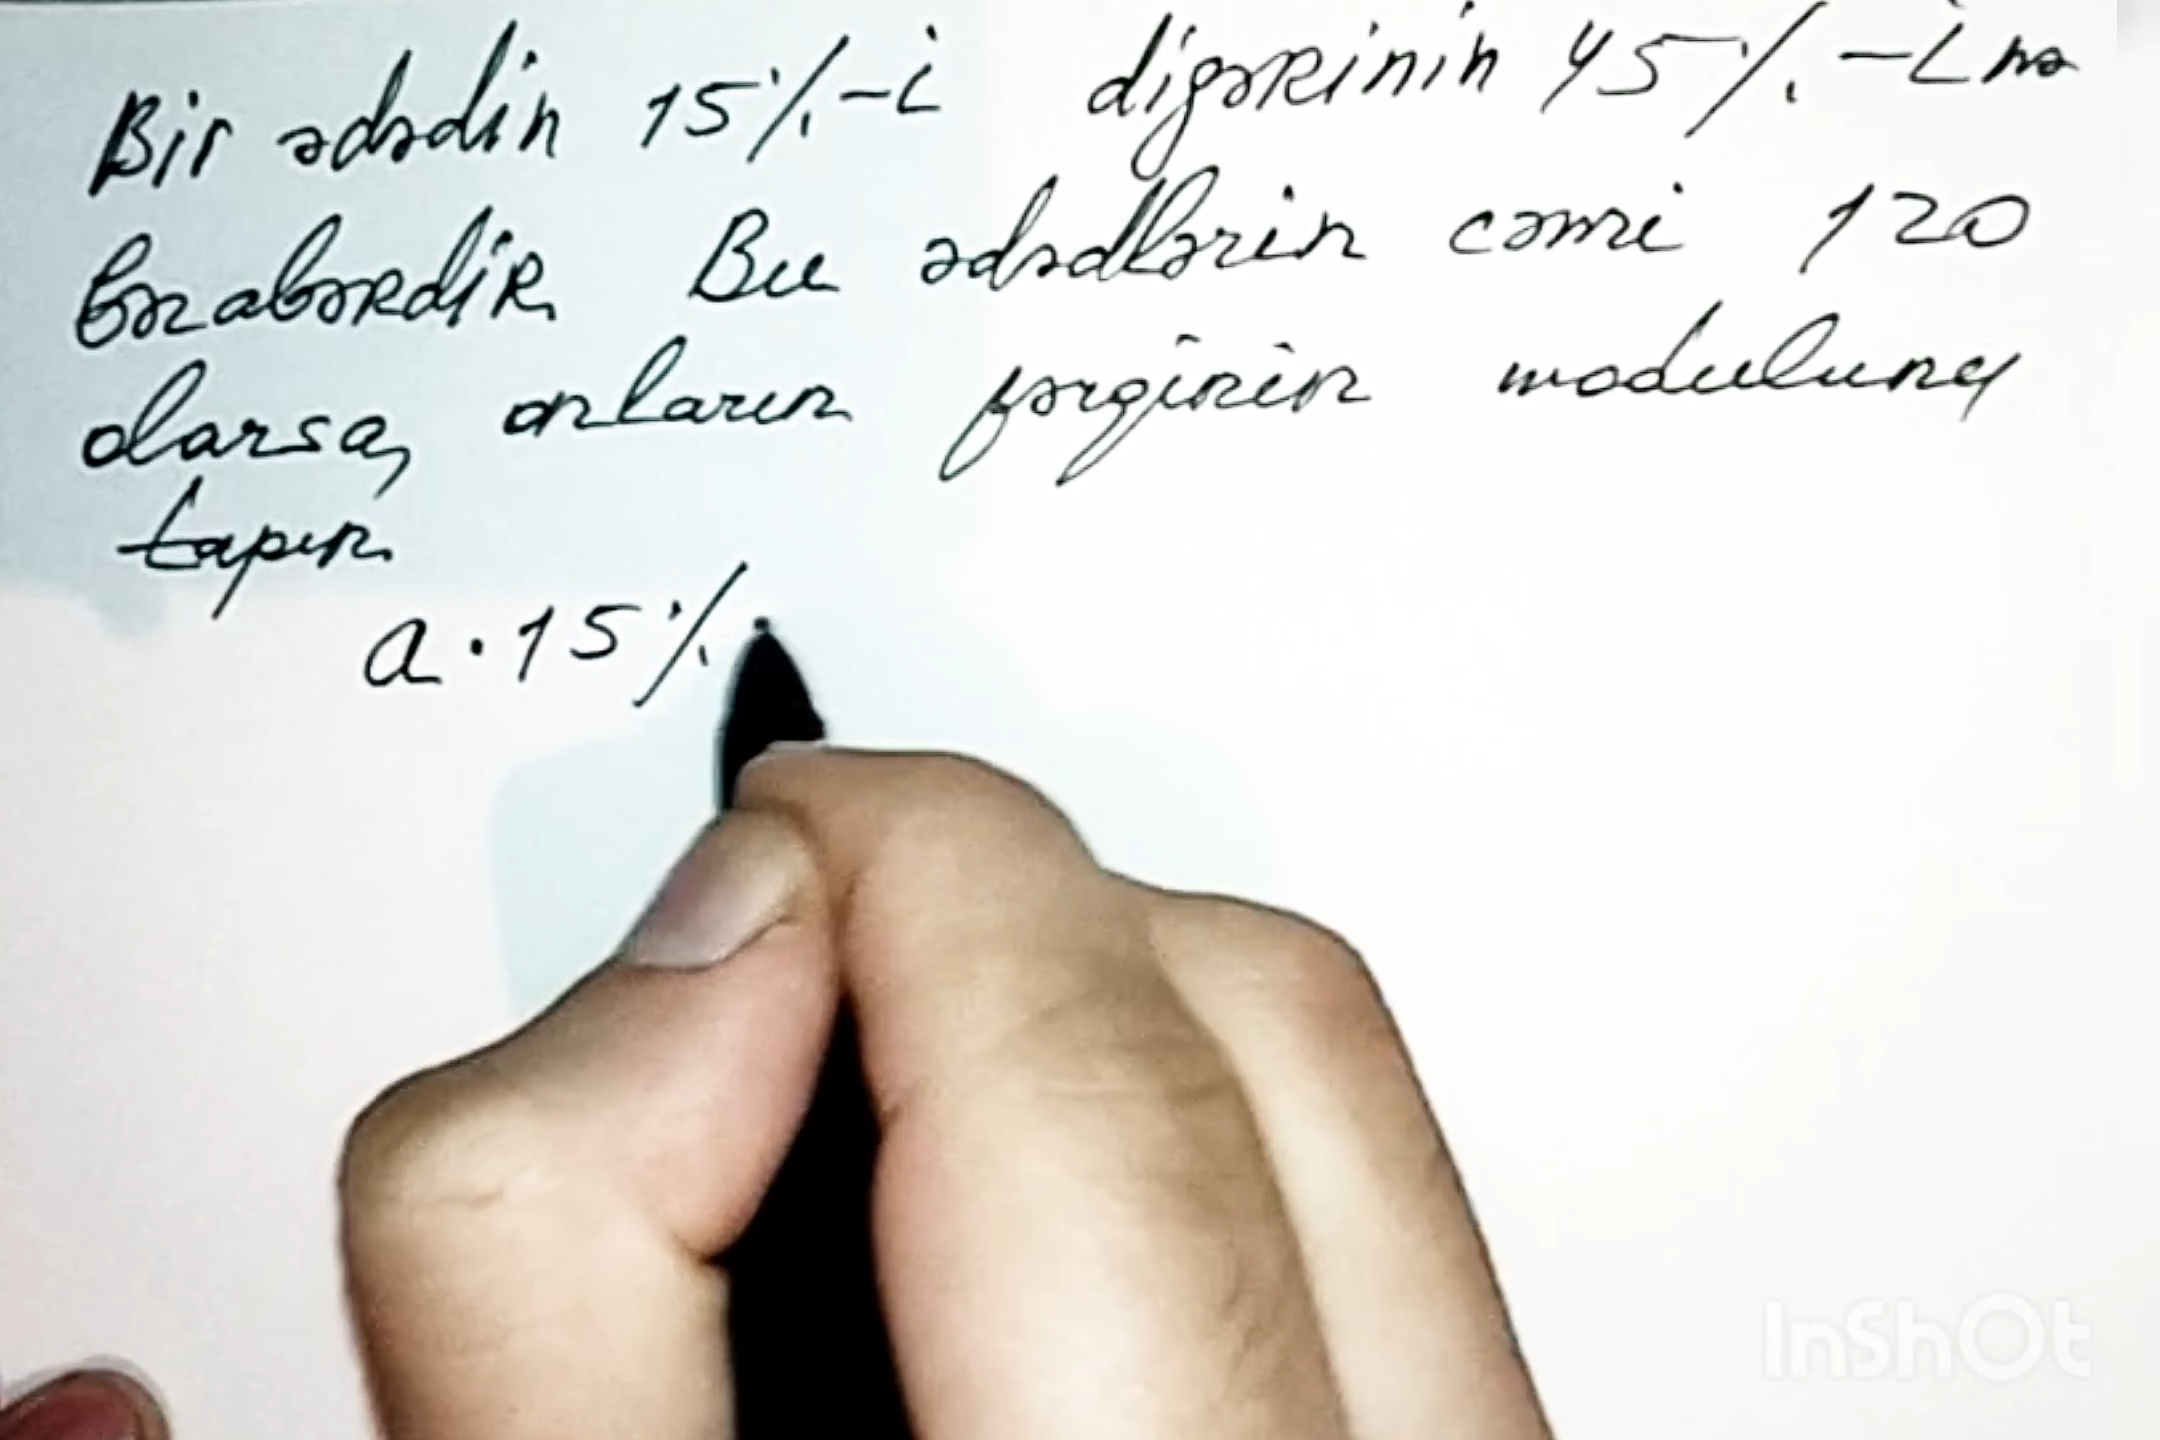 Bir ədədin 15%-i digərinin 45%-inə
bərabərdir. Bu ədədlərin cəmi 120
olarsa, onların fərqinin modulunu
tapın
a · 15%
InShOt